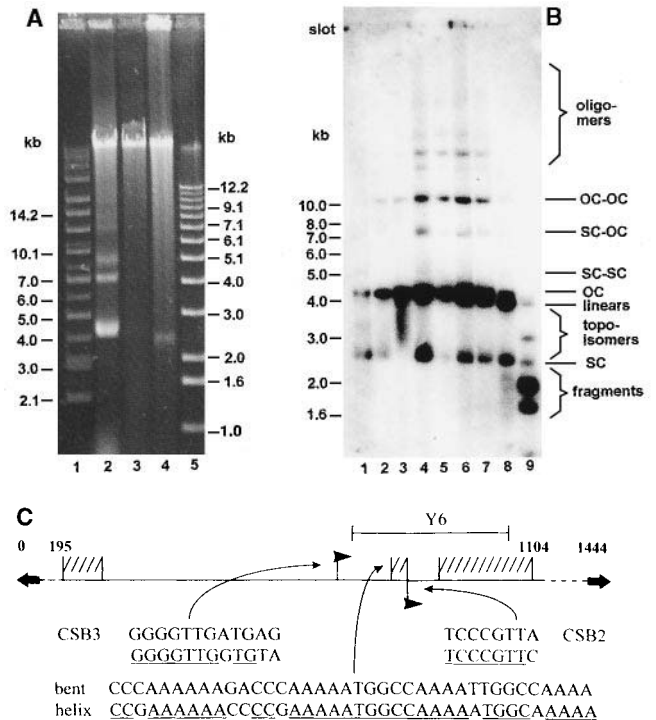 A
kb
14.2
10.1
7.0
6.0
5.0
4.0
3.0
2.1
kb
12.2
9.1
7.1
6.1
5.1
4.0
3.0
2.0
1.6
1.0
1 2 3 4 5
B
slot
kb
10.0
8.0
7.0
6.0
5.0
4.0
3.0
2.0
1.6
oligo-
mers
OC-OC
SC-OC
SC-SC
OC
linears
topo-
isomers
SC
fragments
1 2 3 4 5 6 7 8 9
C
Y6
0 195 1104 1444
CSB3 GGGGTTGATGAG TCCCGTTA CSB2
GGGGTTGGTGTA TCCCGTTC
bent CCCAAAAAAGACCCAAAAATGGCCAAAATTGGCCAAAA
helix CCGAAAAAACCCCGAAAAATGGCCAAAAATGGCAAAAA